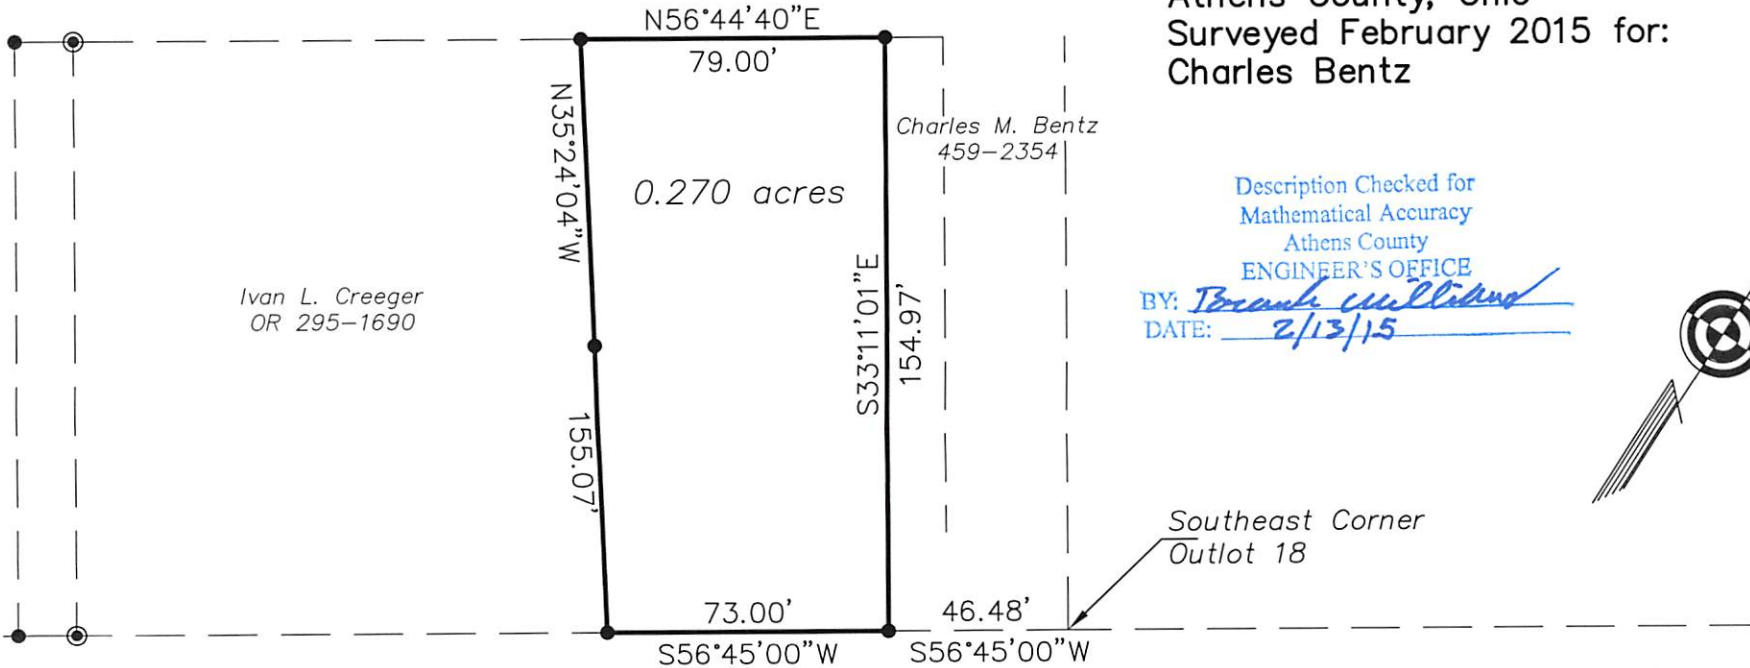 Athens County, Ohio
Surveyed February 2015 for:
Charles Bentz
N56°44'40"E
79.00'
N35°24'04"W
155.07'
0.270 acres
S33°11'01"E
154.97'
Charles M. Bentz
459-2354
Ivan L. Creeger
OR 295-1690
Description Checked for
Mathematical Accuracy
Athens County
ENGINEER'S OFFICE
BY:
DATE: 2/13/15
Southeast Corner
Outlot 18
73.00'
S56°45'00"W
46.48'
S56°45'00"W